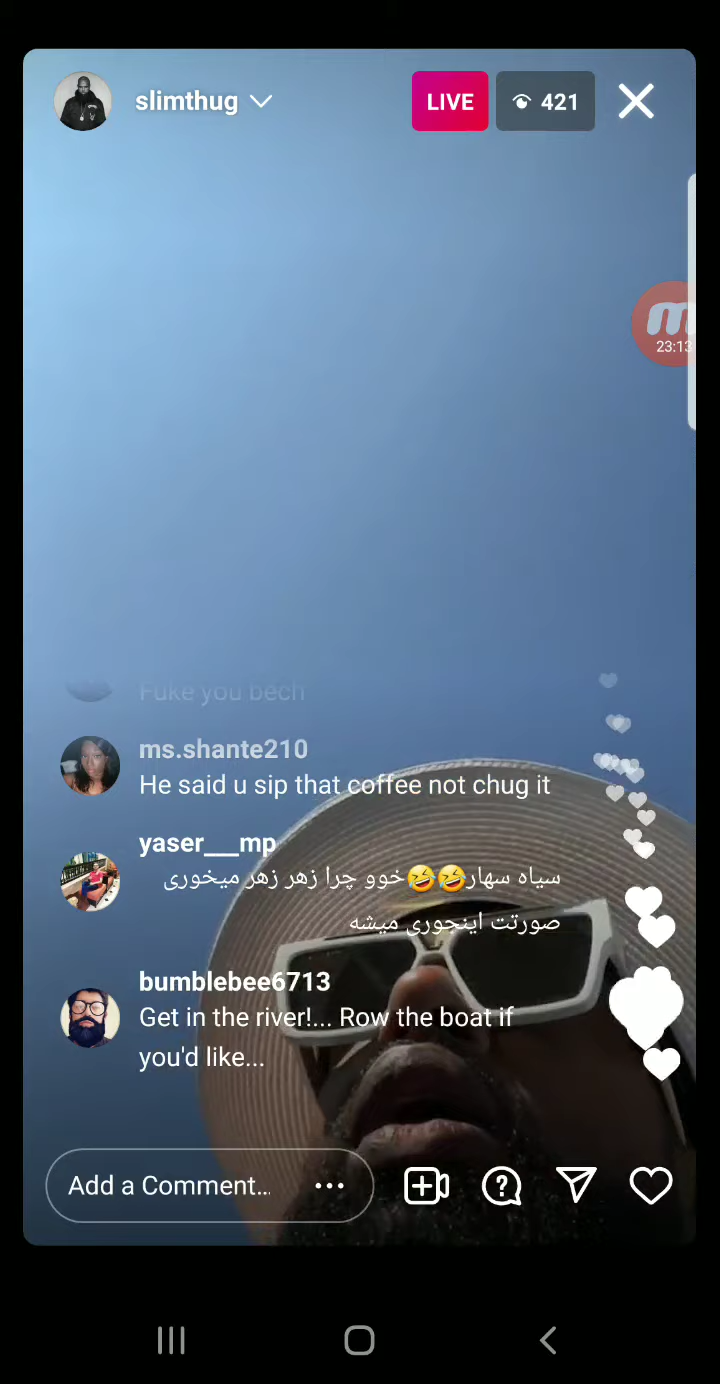 slimthug
LIVE
421
m
23:13
Fuke you bech
ms.shante210
He said u sip that coffee not chug it
yaser___mp
سیاه سهار🤣🤣خوو چرا زهر زهر میخوری
صورتت اینجوری میشه
bumblebee6713
Get in the river!... Row the boat if
you'd like...
Add a Comment...